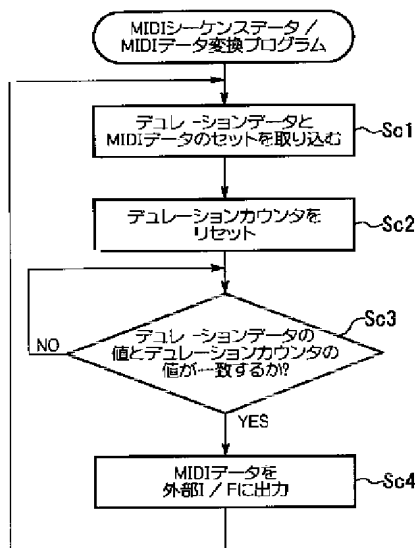 MIDIシーケンスデータ／
MIDIデータ変換プログラム
デュレーションデータと
MIDIデータのセットを取り込む
Sc1
デュレーションカウンタを
リセット
Sc2
デュレーションデータの
値とデュレーションカウンタの
値が一致するか?
Sc3
NO
YES
MIDIデータを
外部I／Fに出力
Sc4